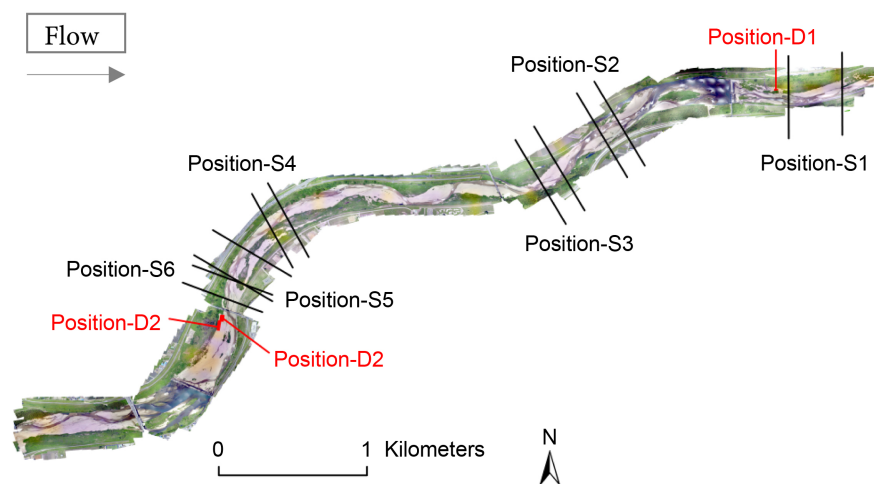 Flow
Position-D1
Position-S2
Position-S4
Position-S1
Position-S3
Position-S6
Position-S5
Position-D2
Position-D2
0 1 Kilometers
N